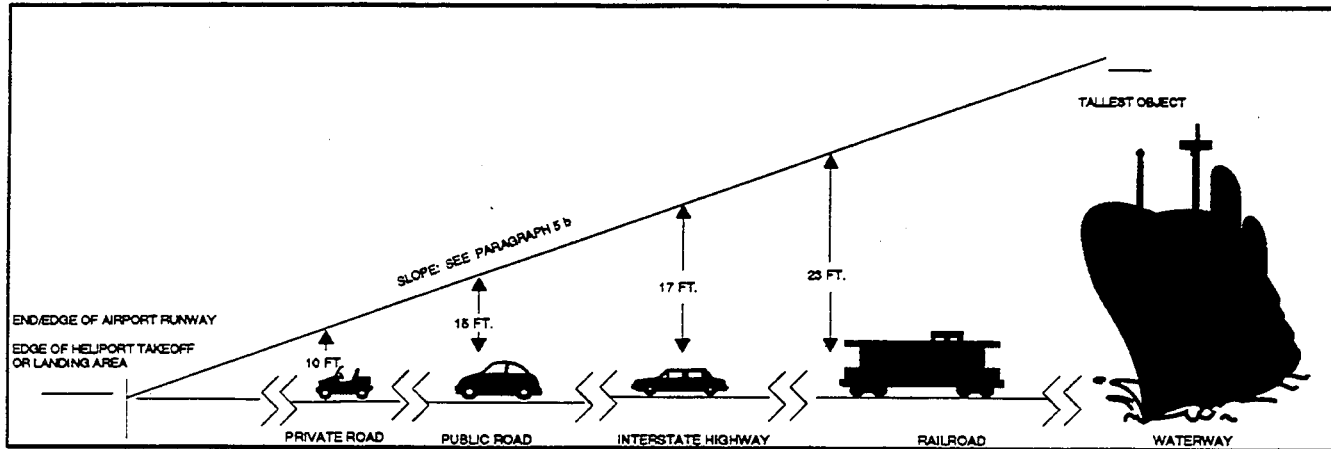 TALLEST OBJECT
SLOPE: SEE PARAGRAPH 5 b
23 FT.
17 FT.
15 FT.
10 FT.
END/EDGE OF AIRPORT RUNWAY
EDGE OF HELIPORT TAKEOFF
OR LANDING AREA
PRIVATE ROAD
PUBLIC ROAD
INTERSTATE HIGHWAY
RAILROAD
WATERWAY